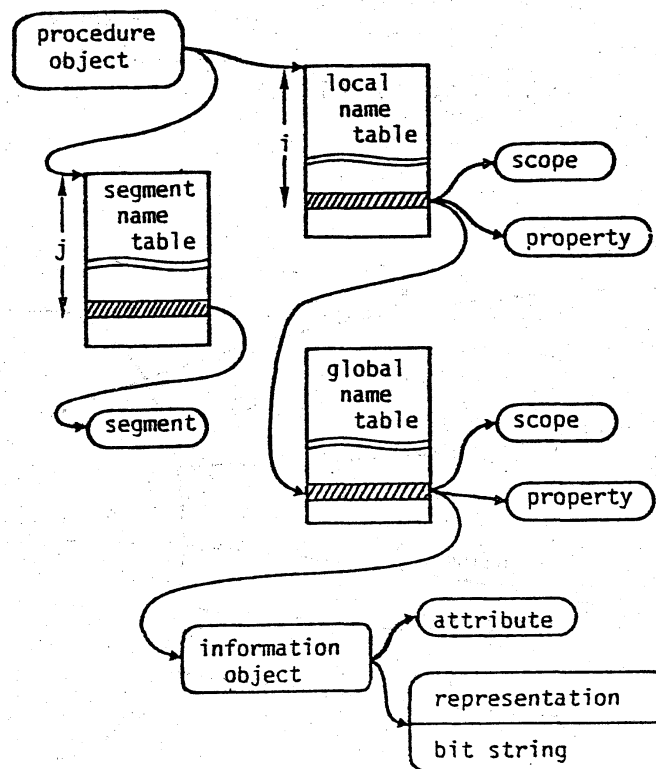 procedure
object
local
name
table
i
scope
property
segment
name
table
j
segment
global
name
table
scope
property
information
object
attribute
representation
bit string